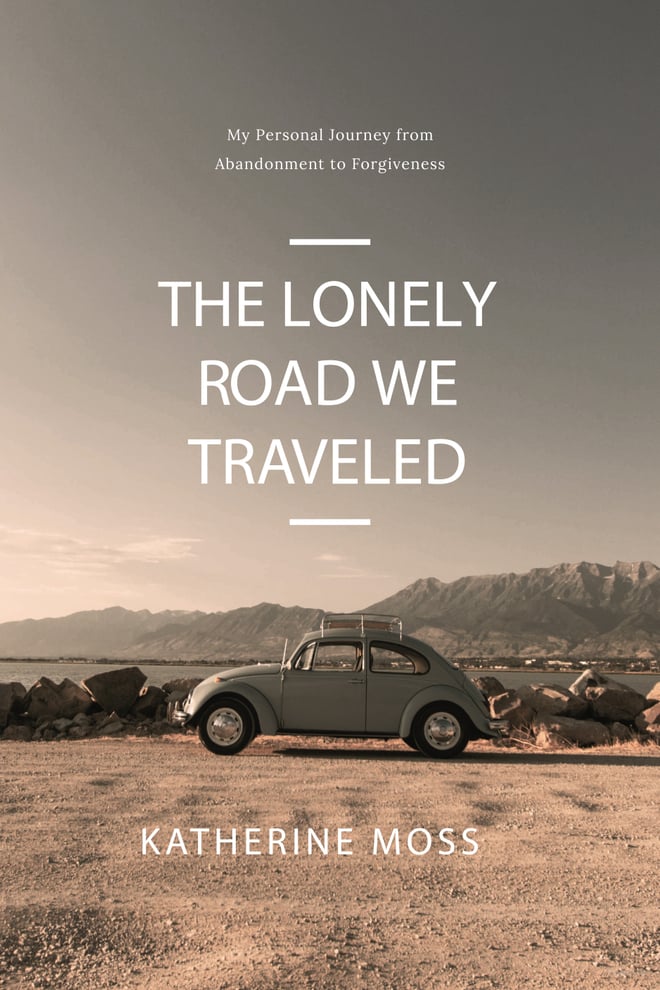 My Personal Journey from
Abandonment to Forgiveness
THE LONELY
ROAD WE
TRAVELED
KATHERINE MOSS